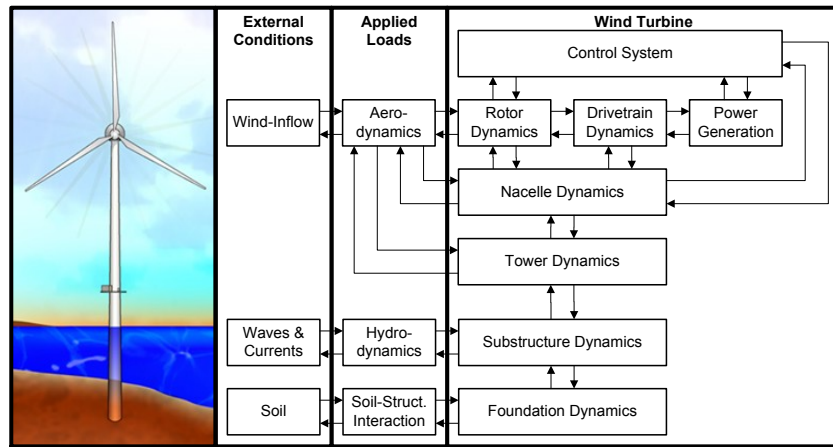 External
Conditions
Applied
Loads
Wind Turbine
Control System
Wind-Inflow
Aero-
dynamics
Rotor
Dynamics
Drivetrain
Dynamics
Power
Generation
Nacelle Dynamics
Tower Dynamics
Waves &
Currents
Hydro-
dynamics
Substructure Dynamics
Soil
Soil-Struct.
Interaction
Foundation Dynamics